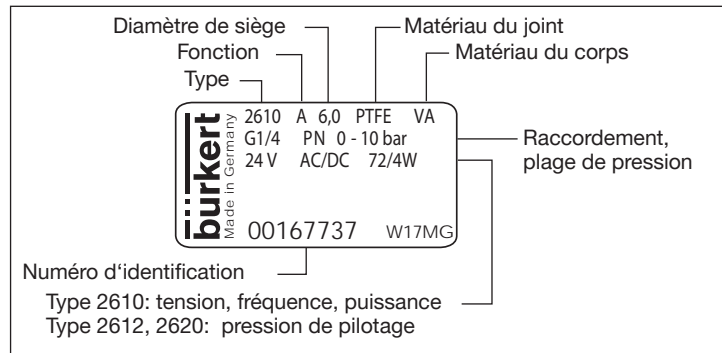 Diamètre de siège
Matériau du joint
Fonction
Matériau du corps
Type
bürkert
Made in Germany
2610 A 6,0 PTFE VA
G1/4 PN 0 - 10 bar
24 V AC/DC 72/4W
00167737 W17MG
Raccordement,
plage de pression
Numéro d‘identification
Type 2610: tension, fréquence, puissance
Type 2612, 2620: pression de pilotage